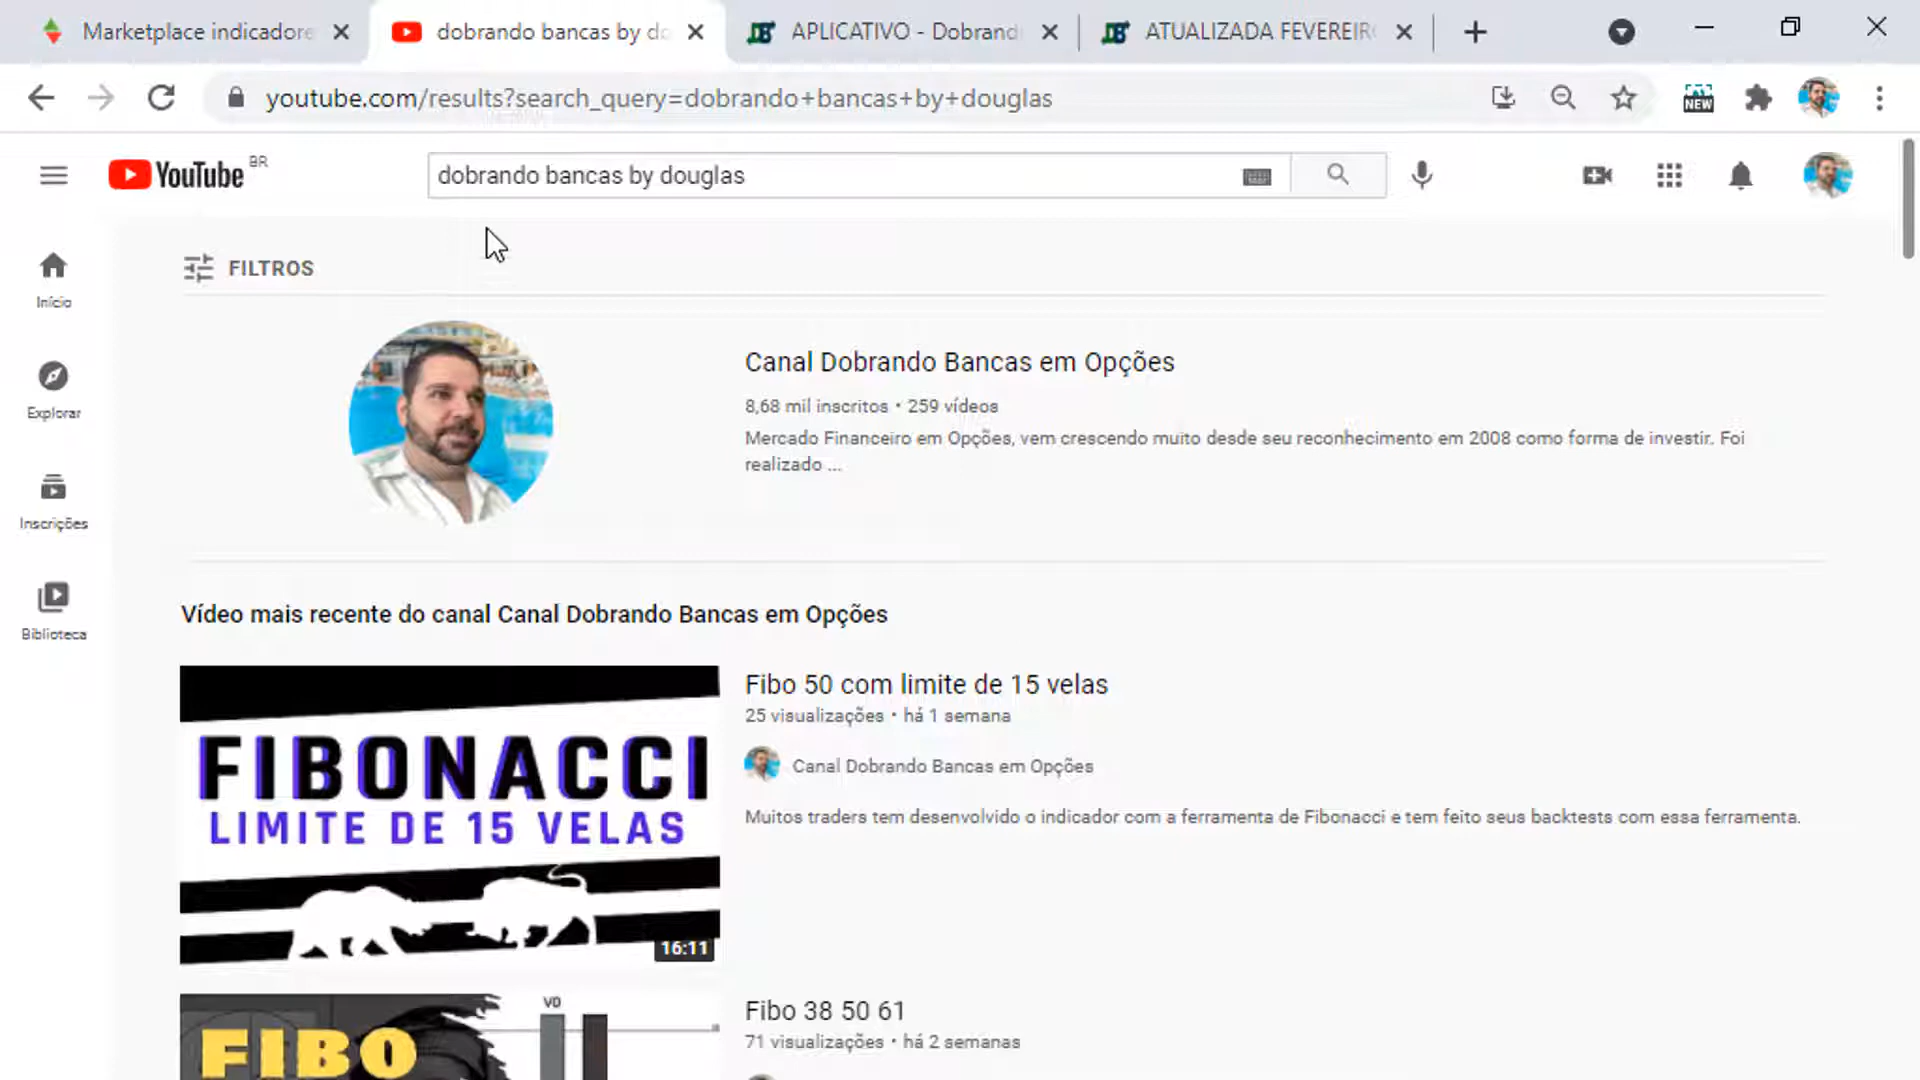 Marketplace indicadore
dobrando bancas by do
APLICATIVO - Dobrand
ATUALIZADA FEVEREIR
youtube.com/results?search_query=dobrando+bancas+by+douglas
NEW
YouTube BR
dobrando bancas by douglas
FILTROS
Início
Explorar
Inscrições
Biblioteca
Canal Dobrando Bancas em Opções
8,68 mil inscritos • 259 vídeos
Mercado Financeiro em Opções, vem crescendo muito desde seu reconhecimento em 2008 como forma de investir. Foi
realizado ...
Vídeo mais recente do canal Canal Dobrando Bancas em Opções
FIBONACCI
LIMITE DE 15 VELAS
16:11
Fibo 50 com limite de 15 velas
25 visualizações • há 1 semana
Canal Dobrando Bancas em Opções
Muitos traders tem desenvolvido o indicador com a ferramenta de Fibonacci e tem feito seus backtests com essa ferramenta.
FIBO
VO
Fibo 38 50 61
71 visualizações • há 2 semanas